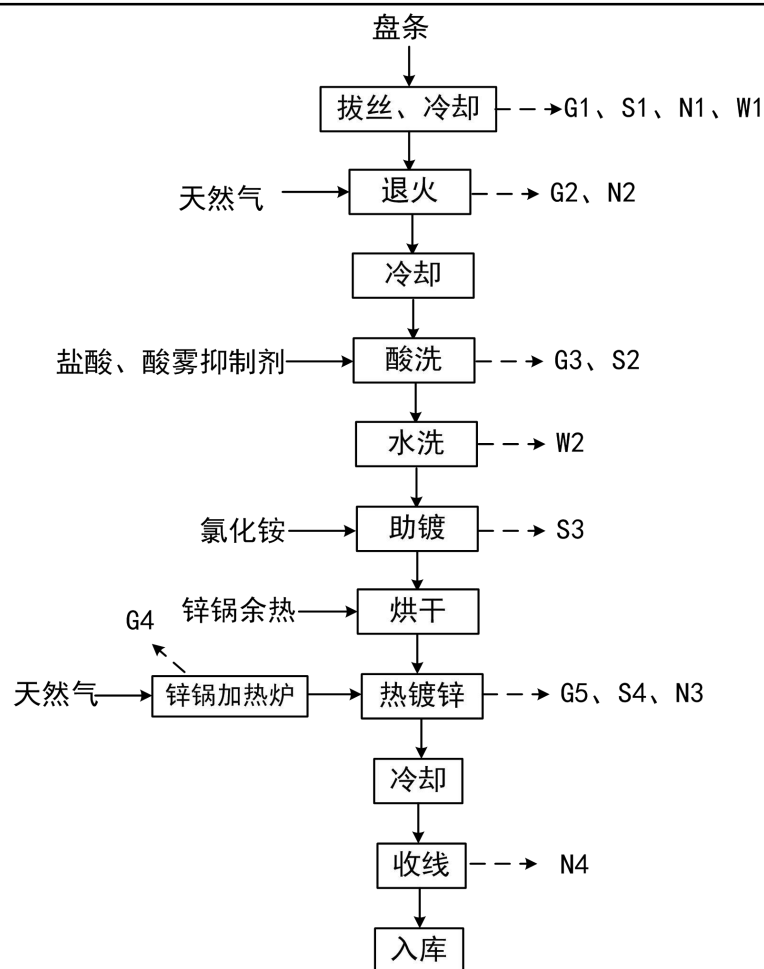 盘条
拔丝、冷却
G1、S1、N1、W1
天然气
退火
G2、N2
冷却
盐酸、酸雾抑制剂
酸洗
G3、S2
水洗
W2
氯化铵
助镀
S3
锌锅余热
烘干
G4
天然气
锌锅加热炉
热镀锌
G5、S4、N3
冷却
收线
N4
入库